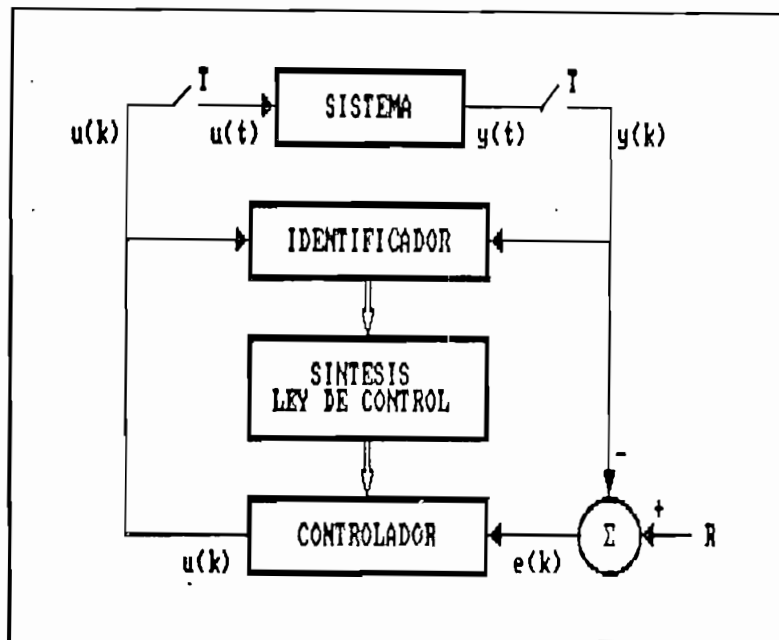 T
T
SISTEMA
u(k)
u(t)
y(t)
y(k)
IDENTIFICADOR
SINTESIS
LEY DE CONTROL
-
+
CONTROLADOR
Σ
R
u(k)
e(k)